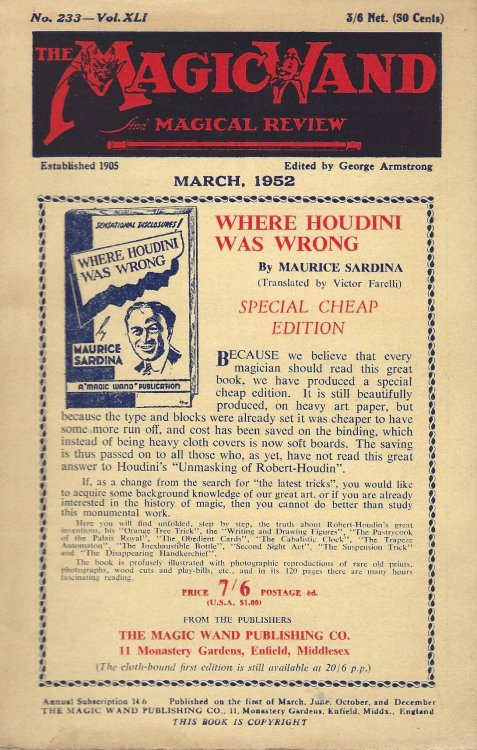 No. 233—Vol. XLI 3/6 Net. (50 Cents)
THE MAGIC WAND
And MAGICAL REVIEW
Established 1905 Edited by George Armstrong
MARCH, 1952
SENSATIONAL DISCLOSURES!
WHERE HOUDINI
WAS WRONG
MAURICE
SARDINA
A "MAGIC WAND" PUBLICATION
WHERE HOUDINI
WAS WRONG
By MAURICE SARDINA
(Translated by Victor Farelli)
SPECIAL CHEAP
EDITION
BECAUSE we believe that every
magician should read this great
book, we have produced a special
cheap edition. It is still beautifully
produced, on heavy art paper, but
because the type and blocks were already set it was cheaper to have
some more run off, and cost has been saved on the binding, which
instead of being heavy cloth covers is now soft boards. The saving
is thus passed on to all those who, as yet, have not read this great
answer to Houdini's "Unmasking of Robert-Houdin".
If, as a change from the search for "the latest tricks", you would like
to acquire some background knowledge of our great art, or if you are already
interested in the history of magic, then you cannot do better than study
this monumental work.
Here you will find unfolded, step by step, the truth about Robert-Houdin's great
inventions, his "Orange Tree Trick", the "Writing and Drawing Figures", "The Pastrycook
of the Palais Royal", "The Obedient Cards", "The Cabalistic Clock", "The Trapeze
Automaton", "The Inexhaustible Bottle", "Second Sight Act", "The Suspension Trick"
and "The Disappearing Handkerchief".
The book is profusely illustrated with photographic reproductions of rare old prints,
photographs, wood cuts and play-bills, etc., and in its 120 pages there are many hours
fascinating reading.
PRICE 7/6 POSTAGE 6d.
(U.S.A. $1.00)
FROM THE PUBLISHERS
THE MAGIC WAND PUBLISHING CO.
11 Monastery Gardens, Enfield, Middlesex
(The cloth-bound first edition is still available at 20/6 p.p.)
Annual Subscription 14/6 Published on the first of March, June, October, and December
THE MAGIC WAND PUBLISHING CO., 11, Monastery Gardens, Enfield, Middx., England
THIS BOOK IS COPYRIGHT